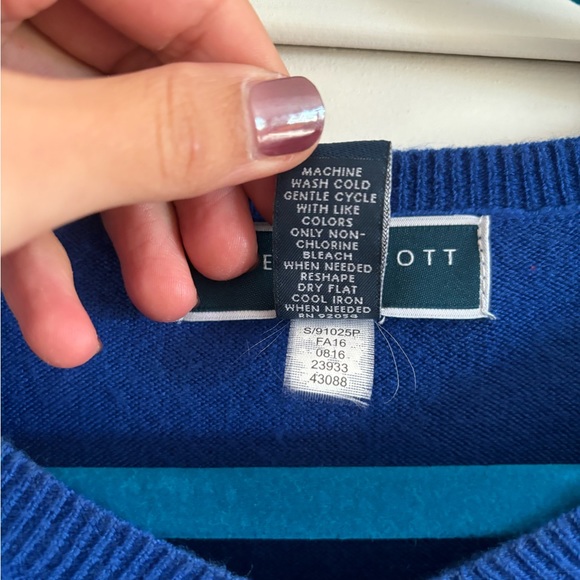 MACHINE
WASH COLD
GENTLE CYCLE
WITH LIKE
COLORS
ONLY NON-
CHLORINE
BLEACH
WHEN NEEDED
RESHAPE
DRY FLAT
COOL IRON
WHEN NEEDED
RN 92054
E OTT
S/91025P
FA16
0816
23933
43088